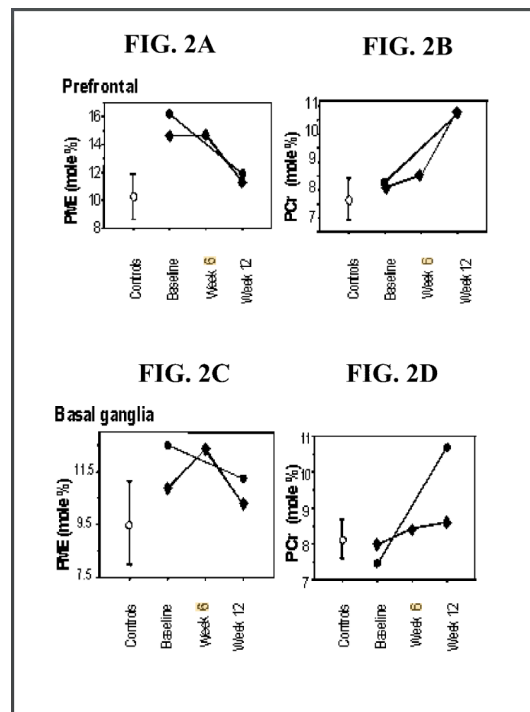 FIG. 2A
FIG. 2B
Prefrontal
PME (mole %)
16
14
12
10
8
Controls
Baseline
Week 6
Week 12
PCr (mole %)
11
10
8
7
Controls
Baseline
Week 6
Week 12
FIG. 2C
FIG. 2D
Basal ganglia
PME (mole %)
11.5
9.5
7.5
Controls
Baseline
Week 6
Week 12
PCr (mole %)
11
10
8
7
Controls
Baseline
Week 6
Week 12